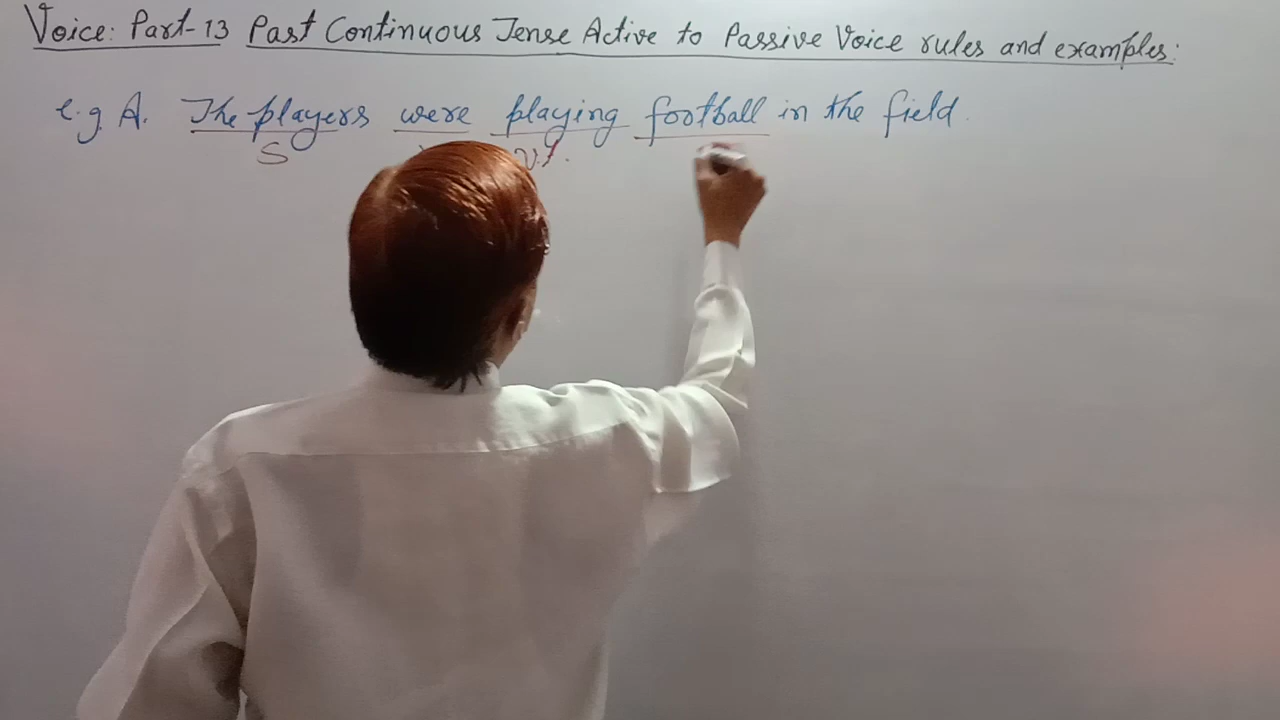 Voice: Part-13 Past Continuous Tense Active to Passive Voice rules and examples:
e.g. A. The players were playing football in the field.
S